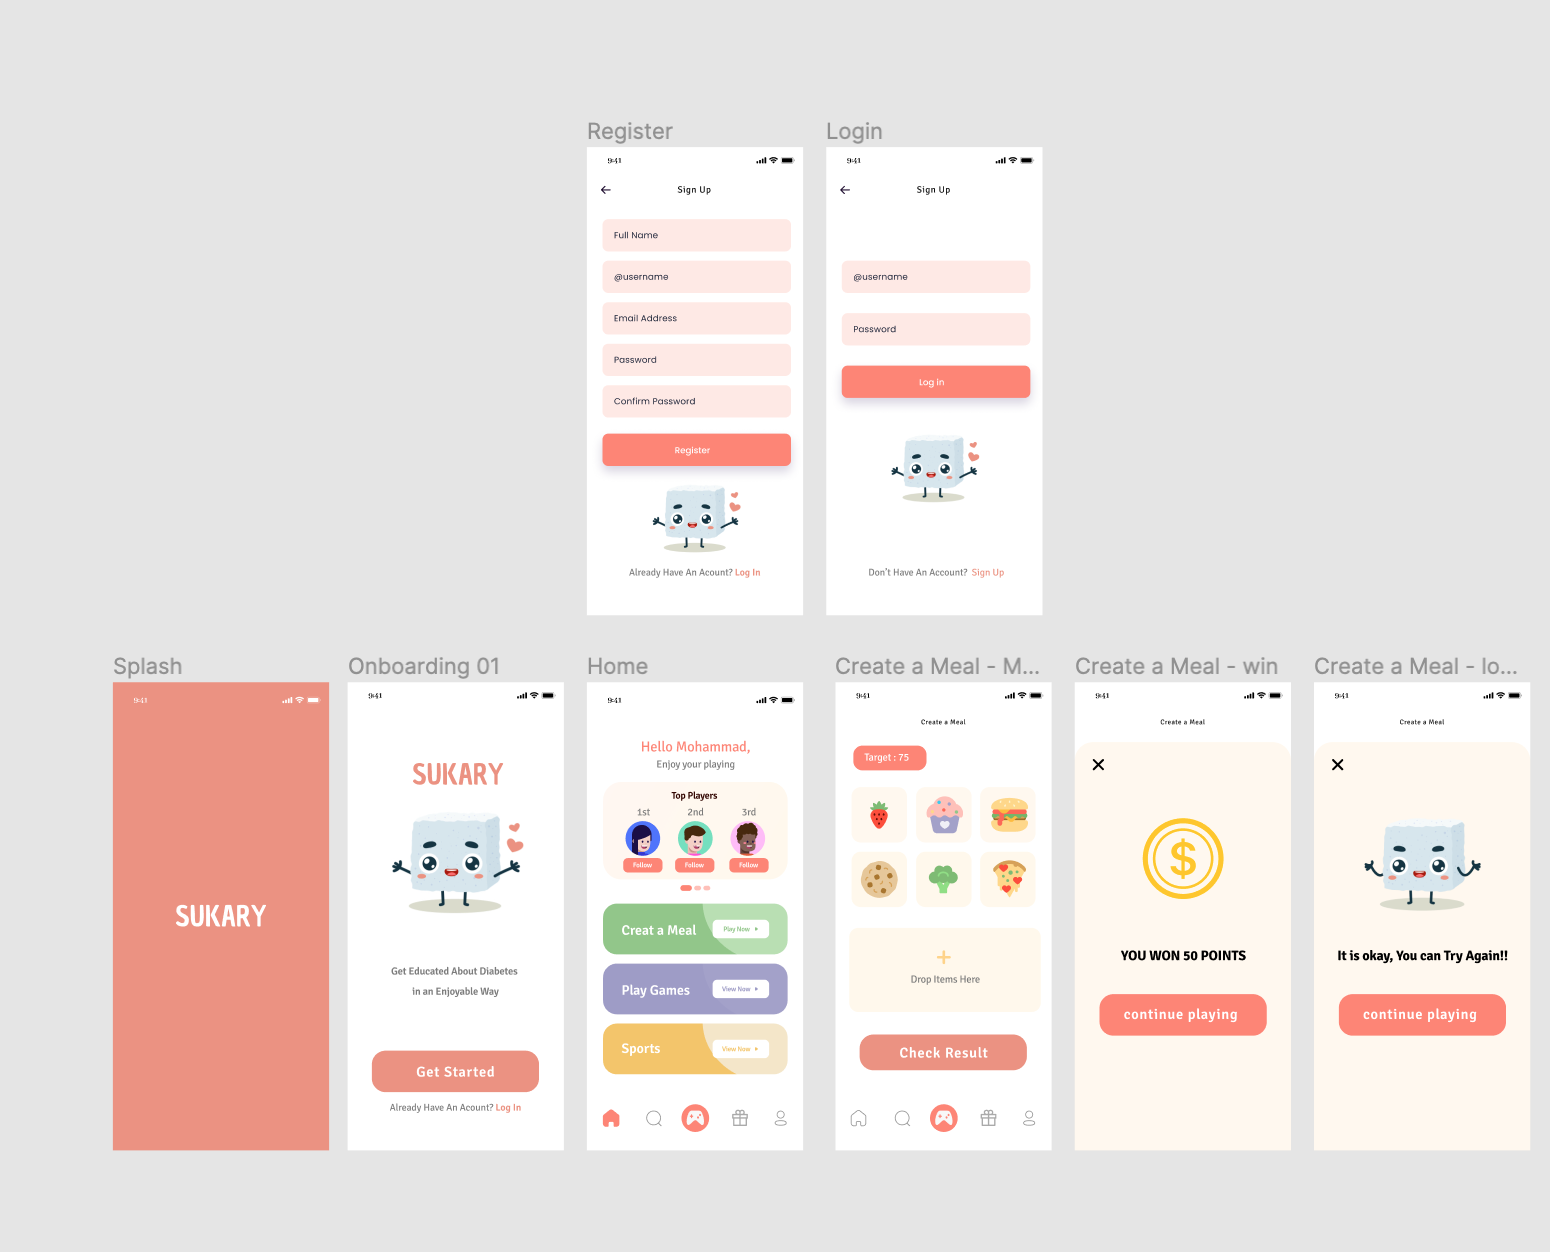 Register
9:41
Sign Up
Full Name
@username
Email Address
Password
Confirm Password
Register
Already Have An Acount? Log In
Login
9:41
Sign Up
@username
Password
Log In
Don't Have An Account? Sign Up
Splash
9:41
SUKARY
Onboarding 01
9:41
SUKARY
Get Educated About Diabetes
in an Enjoyable Way
Get Started
Already Have An Acount? Log In
Home
9:41
Hello Mohammad,
Enjoy your playing
Top Players
1st 2nd 3rd
Follow Follow Follow
Creat a Meal Play Now
Play Games View Now
Sports View Now
Create a Meal - M...
9:41
Create a Meal
Target : 75
Drop Items Here
Check Result
Create a Meal - win
9:41
Create a Meal
$
YOU WON 50 POINTS
continue playing
Create a Meal - lo...
9:41
Create a Meal
It is okay, You can Try Again!!
continue playing